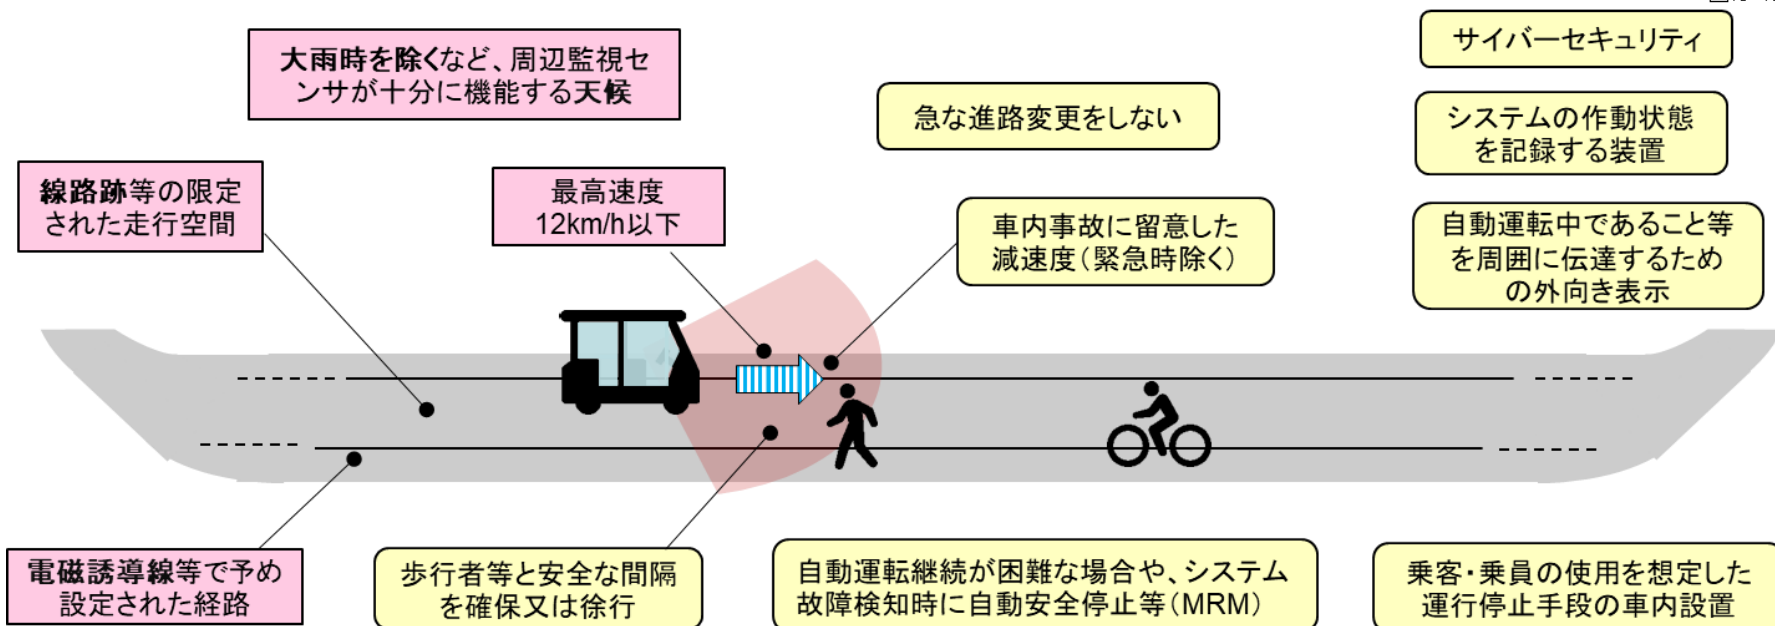 サイバーセキュリティ
大雨時を除くなど、周辺監視セ
ンサが十分に機能する天候
急な進路変更をしない
システムの作動状態
を記録する装置
線路跡等の限定
された走行空間
最高速度
12km/h以下
車内事故に留意した
減速度（緊急時除く）
自動運転中であること等
を周囲に伝達するため
の外向き表示
電磁誘導線等で予め
設定された経路
歩行者等と安全な間隔
を確保又は徐行
自動運転継続が困難な場合や、システム
故障検知時に自動安全停止等（MRM）
乗客・乗員の使用を想定した
運行停止手段の車内設置